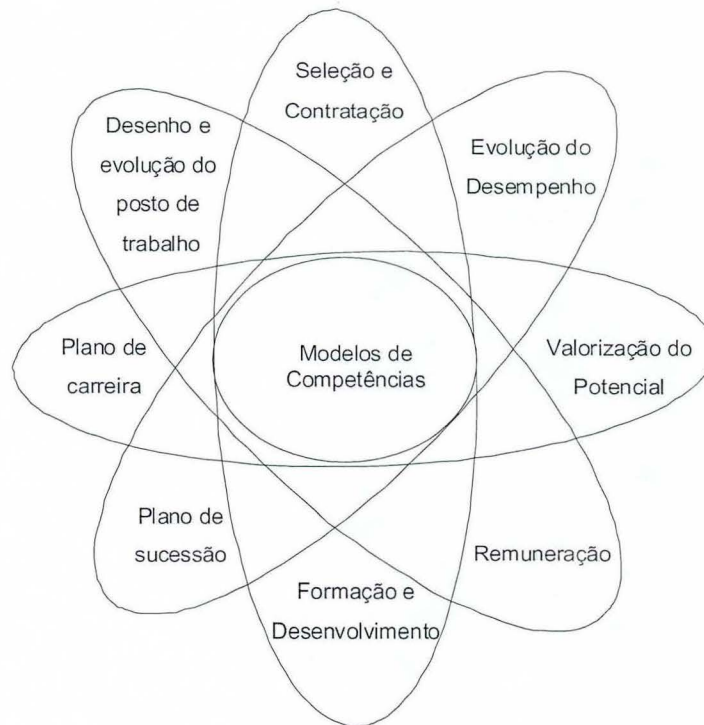 Seleção e
Contratação
Desenho e
evolução do
posto de
trabalho
Evolução do
Desempenho
Plano de
carreira
Modelos de
Competências
Valorização do
Potencial
Plano de
sucessão
Remuneração
Formação e
Desenvolvimento